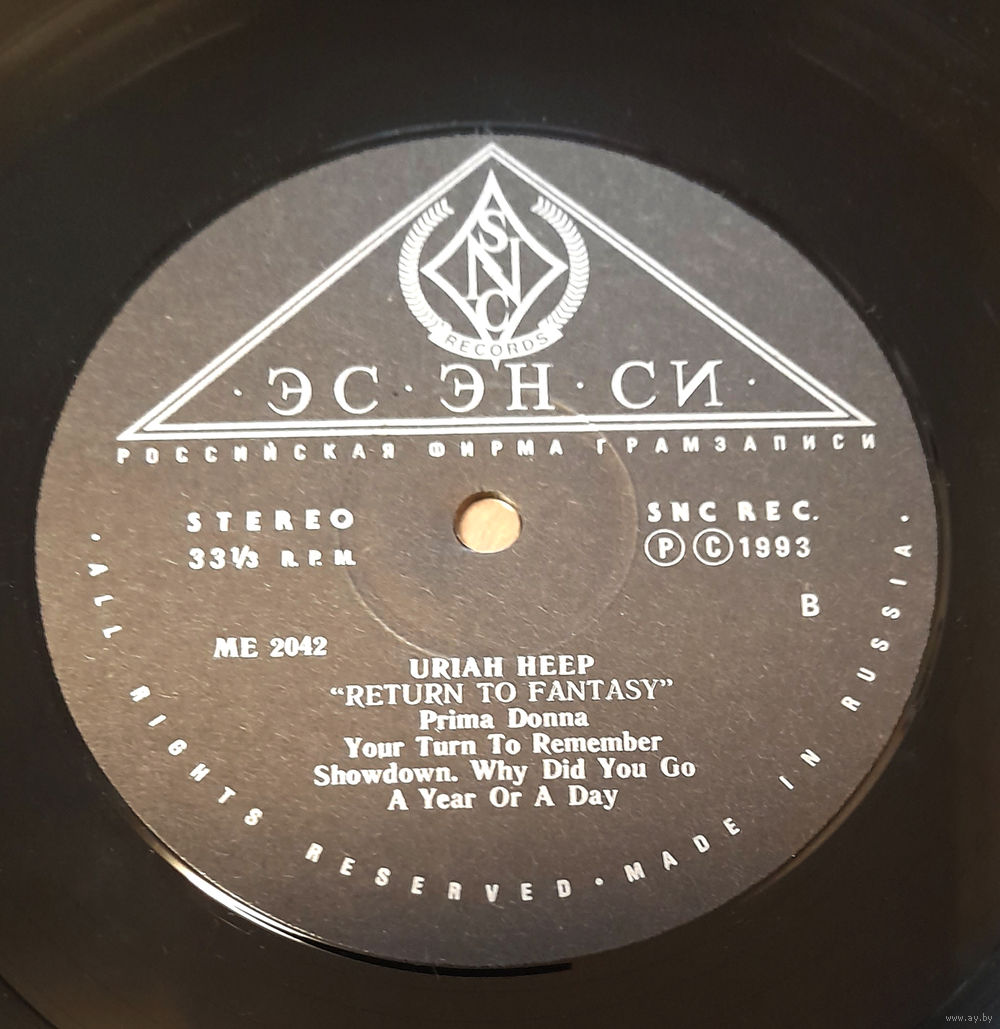 SNC
RECORDS
· ЭС · ЭН · СИ ·
РОССИЙСКАЯ ФИРМА ГРАМЗАПИСИ
STEREO
33⅓ R.P.M.
SNC REC.
Ⓟ Ⓒ 1993
B
ME 2042
URIAH HEEP
“RETURN TO FANTASY”
Prima Donna
Your Turn To Remember
Showdown. Why Did You Go
A Year Or A Day
· ALL RIGHTS RESERVED · MADE IN RUSSIA ·
www.ay.by